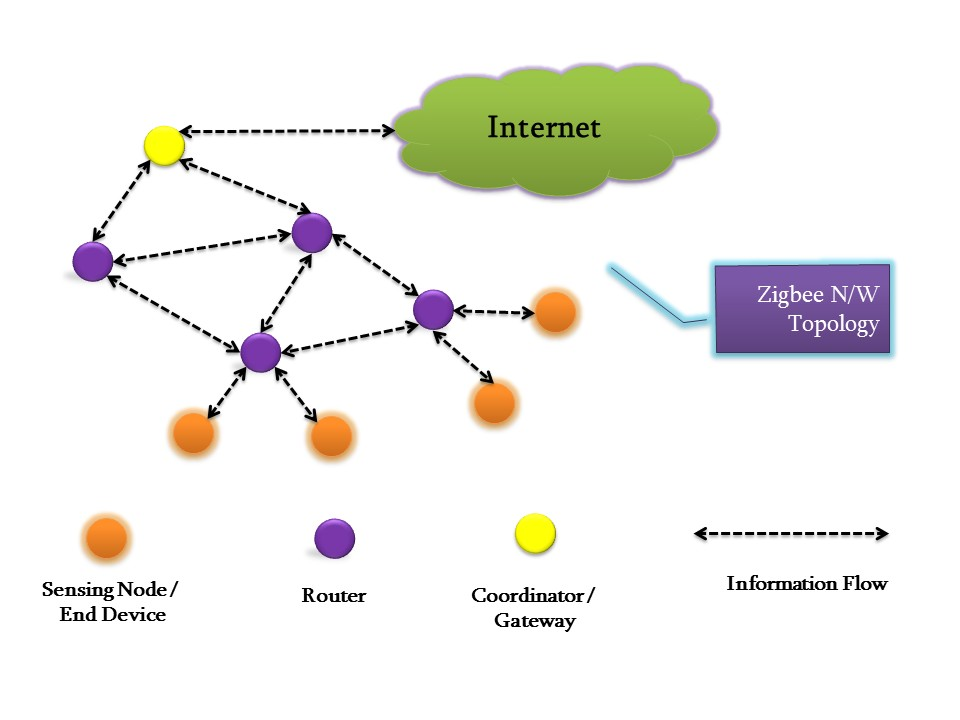 Internet
Zigbee N/W
Topology
Sensing Node/
End Device
Router
Coordinator/
Gateway
Information Flow